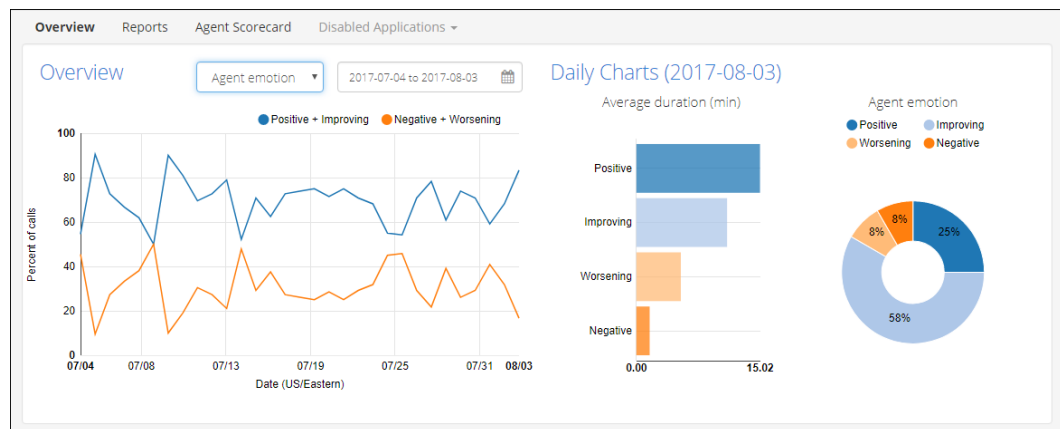 Overview Reports Agent Scorecard Disabled Applications
Overview
Agent emotion
2017-07-04 to 2017-08-03
Positive + Improving Negative + Worsening
Percent of calls
100
80
60
40
20
0
07/04 07/08 07/13 07/19 07/25 07/31 08/03
Date (US/Eastern)
Daily Charts (2017-08-03)
Average duration (min)
Positive
Improving
Worsening
Negative
0.00 15.02
Agent emotion
Positive Improving
Worsening Negative
8% 25%
8%
58%